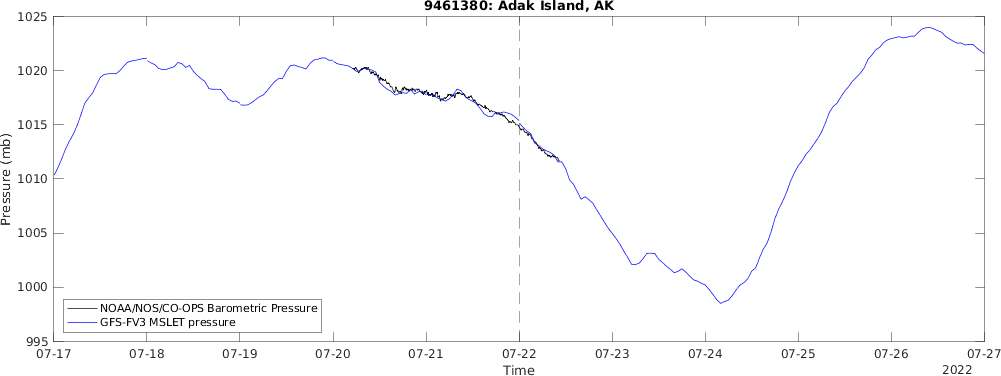 9461380: Adak Island, AK
Pressure (mb)
1025
1020
1015
1010
1005
1000
995
NOAA/NOS/CO-OPS Barometric Pressure
GFS-FV3 MSLET pressure
07-17 07-18 07-19 07-20 07-21 07-22 07-23 07-24 07-25 07-26 07-27
Time
2022